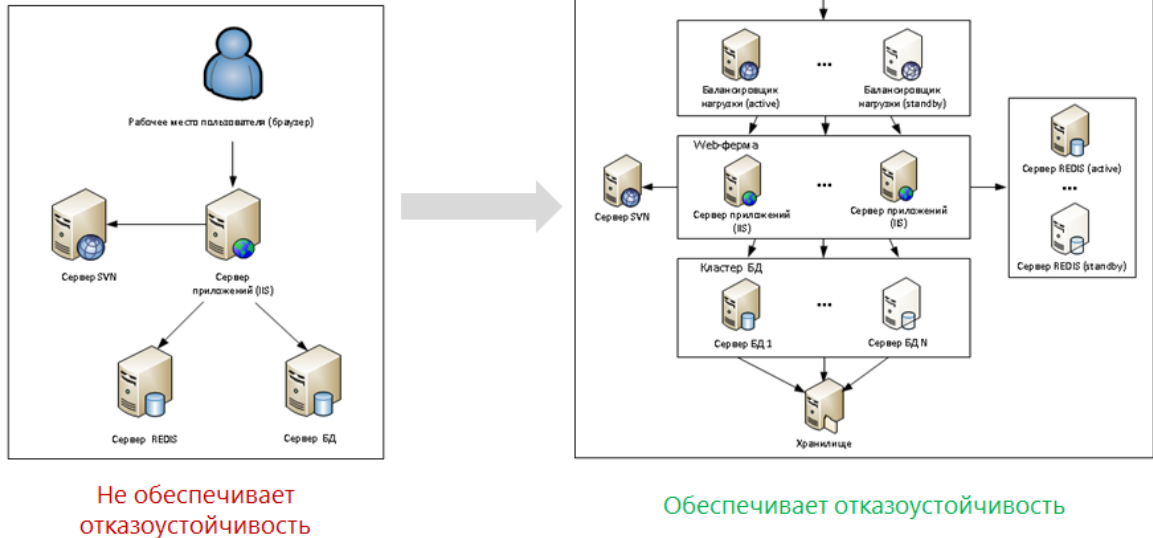 Рабочее место пользователя (браузер)
Сервер SVN
Сервер
приложений (IIS)
Сервер REDIS
Сервер БД
Не обеспечивает
отказоустойчивость
Балансировщик
нагрузки (active)
...
Балансировщик
нагрузки (standby)
Web-ферма
Сервер SVN
Сервер приложений
(IIS)
...
Сервер приложений
(IIS)
Сервер REDIS (active)
...
Сервер REDIS (standby)
Кластер БД
Сервер БД 1
...
Сервер БД N
Хранилище
Обеспечивает отказоустойчивость